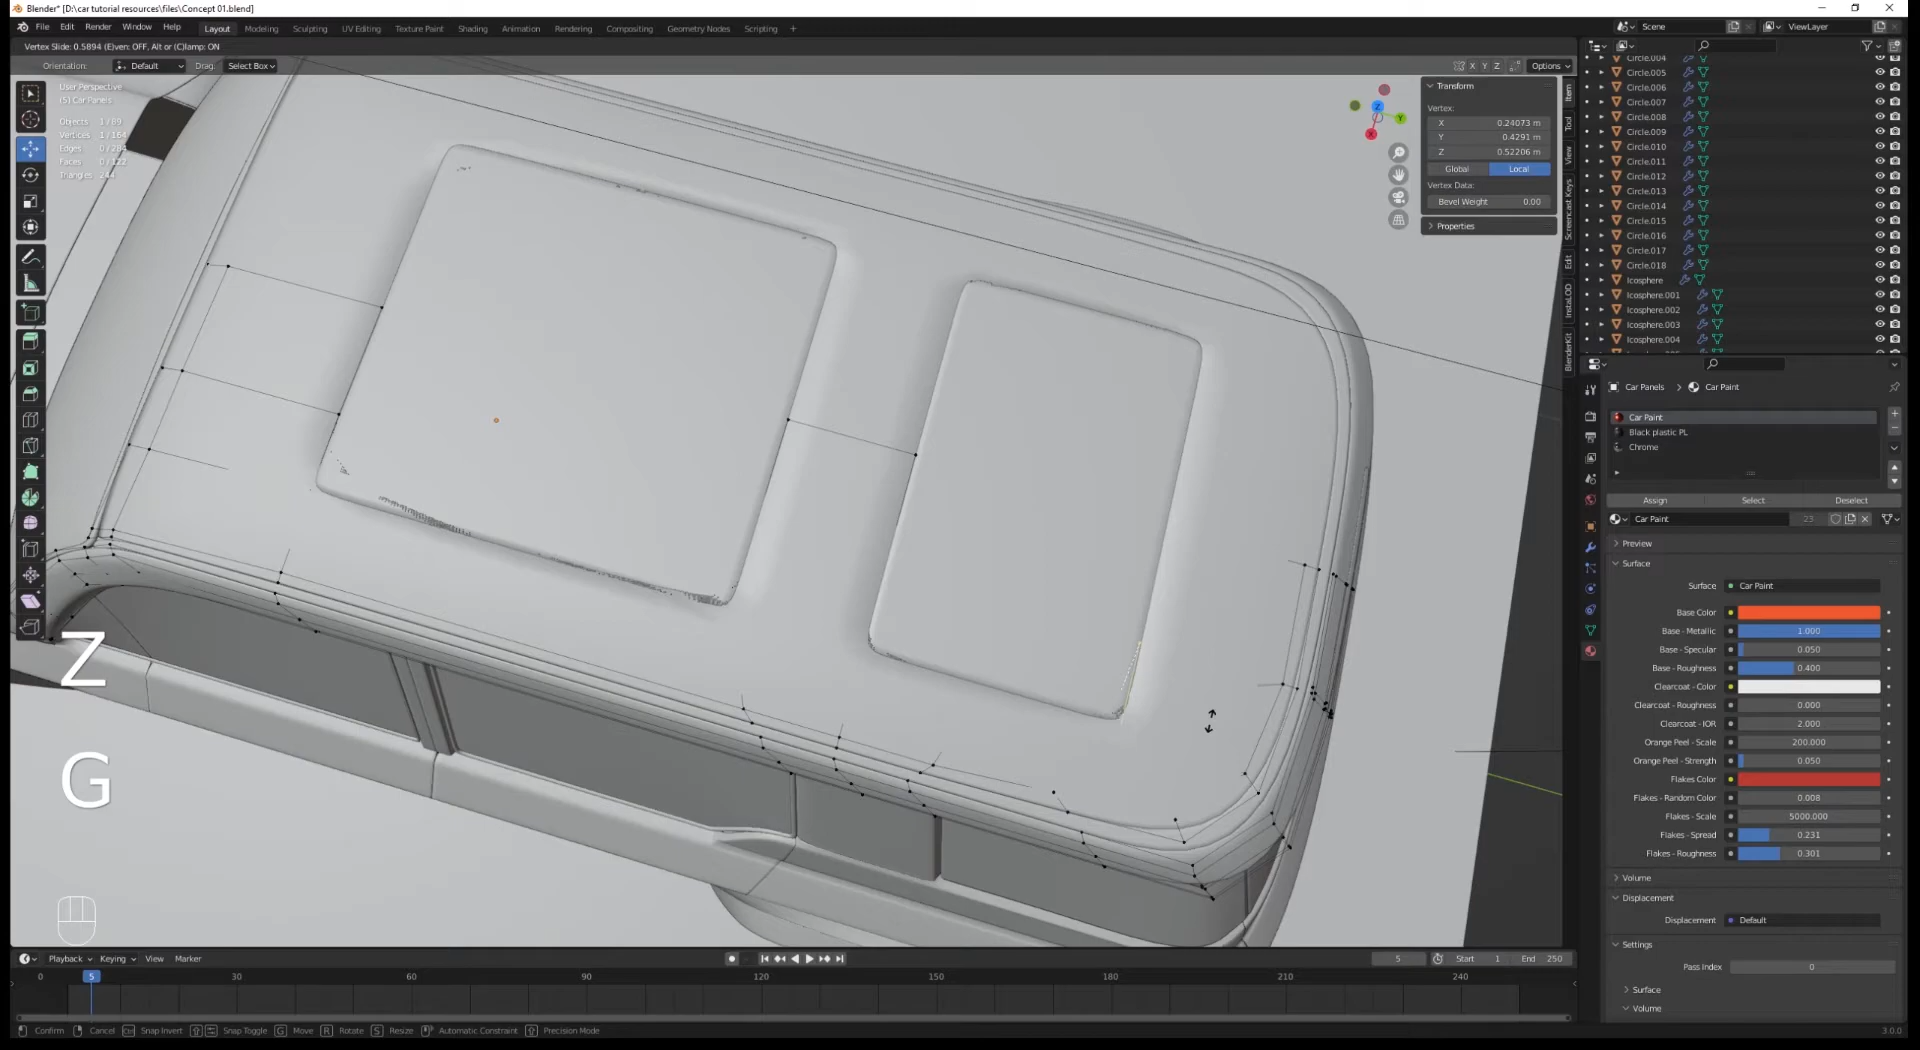 Blender* [D:\car tutorial resources\files\Concept 01.blend]
File Edit Render Window Help Layout Modeling Sculpting UV Editing Texture Paint Shading Animation Rendering Compositing Geometry Nodes Scripting + Scene ViewLayer
Vertex Slide: 0.5894 (E)ven: OFF, Alt or (C)lamp: ON
Orientation: Default Drag: Select Box X Y Z Options
User Perspective
(5) Car Panels
Objects 1/89
Vertices 1/164
Edges 0/284
Faces 0/122
Triangles 244
Transform
Vertex:
X 0.24073 m
Y 0.4291 m
Z 0.52206 m
Global Local
Vertex Data:
Bevel Weight 0.00
Properties
Item
Tool
View
Screencast Keys
Edit
InstaLOD
BlenderKit
Z
Y
X
Circle.004
Circle.005
Circle.006
Circle.007
Circle.008
Circle.009
Circle.010
Circle.011
Circle.012
Circle.013
Circle.014
Circle.015
Circle.016
Circle.017
Circle.018
Icosphere
Icosphere.001
Icosphere.002
Icosphere.003
Icosphere.004
Car Panels > Car Paint
Car Paint
Black plastic PL
Chrome
Assign Select Deselect
Car Paint 23
Preview
Surface
Surface Car Paint
Base Color
Base - Metallic 1.000
Base - Specular 0.050
Base - Roughness 0.400
Clearcoat - Color
Clearcoat - Roughness 0.000
Clearcoat - IOR 2.000
Orange Peel - Scale 200.000
Orange Peel - Strength 0.050
Flakes Color
Flakes - Random Color 0.008
Flakes - Scale 5000.000
Flakes - Spread 0.231
Flakes - Roughness 0.301
Volume
Displacement
Displacement Default
Settings
Pass Index 0
Surface
Volume
Z
G
Playback Keying View Marker 5 Start 1 End 250
0 5 30 60 90 120 150 180 210 240
Confirm Cancel Ctrl Snap Invert Snap Toggle G Move R Rotate S Resize Automatic Constraint Precision Mode 3.0.0